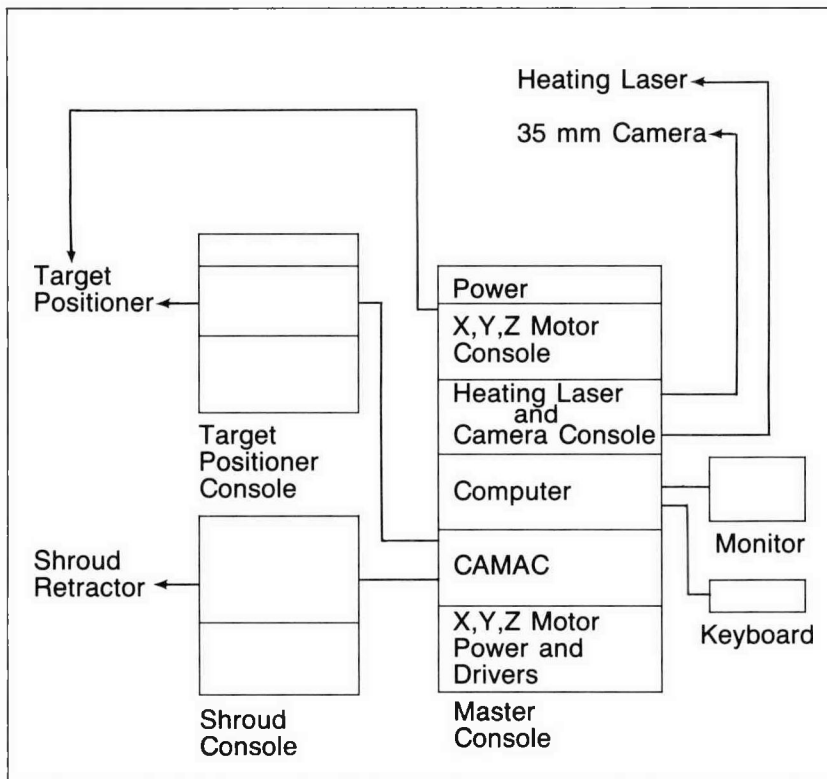 Heating Laser
35 mm Camera
Target
Positioner
Power
X,Y,Z Motor
Console
Heating Laser
and
Camera Console
Target
Positioner
Console
Computer
Monitor
Shroud
Retractor
CAMAC
Keyboard
X,Y,Z Motor
Power and
Drivers
Shroud
Console
Master
Console